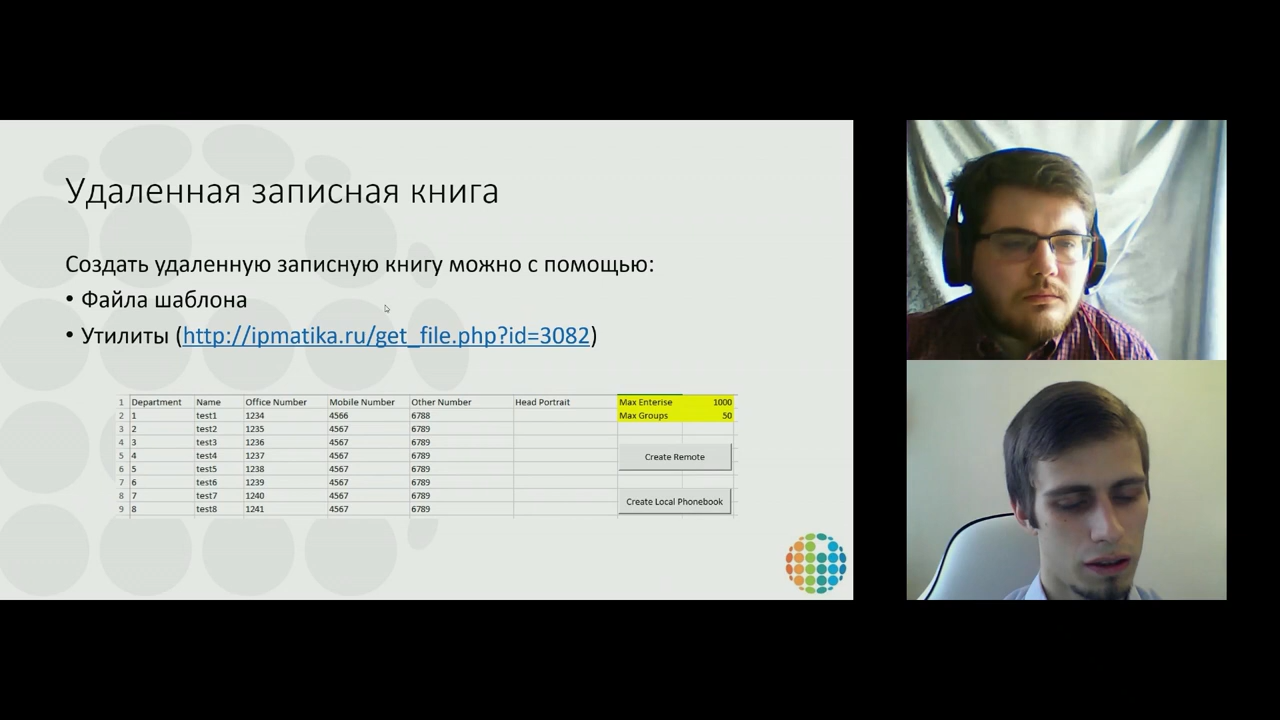 Удаленная записная книга
Создать удаленную записную книгу можно с помощью:
• Файла шаблона
• Утилиты (http://ipmatika.ru/get_file.php?id=3082)
1 Department Name Office Number Mobile Number Other Number Head Portrait Max Enterise 1000
2 1 test1 1234 4566 6788 Max Groups 50
3 2 test2 1235 4567 6789
4 3 test3 1236 4567 6789
5 4 test4 1237 4567 6789 Create Remote
6 5 test5 1238 4567 6789
7 6 test6 1239 4567 6789
8 7 test7 1240 4567 6789 Create Local Phonebook
9 8 test8 1241 4567 6789